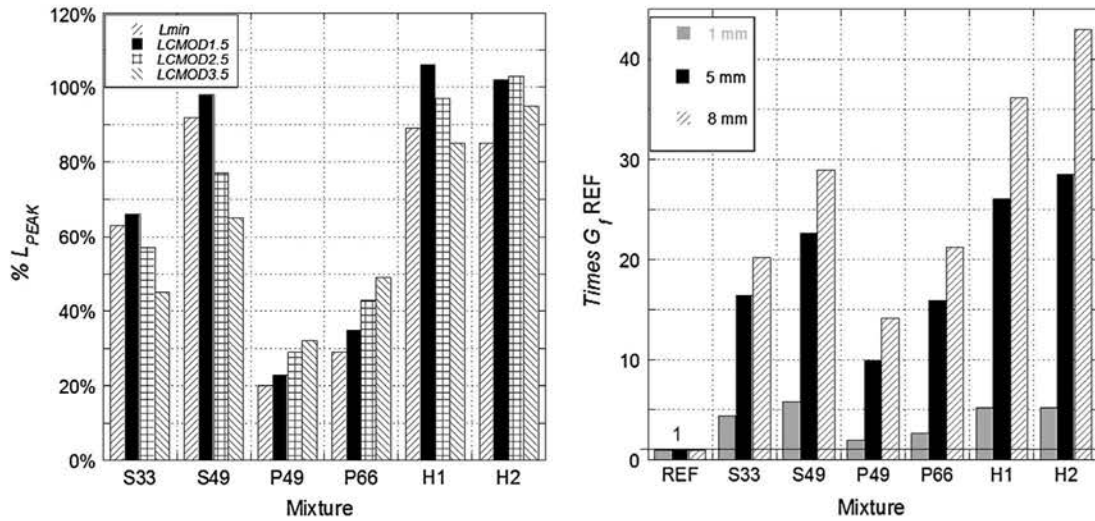 120%
100%
80%
60%
40%
20%
0%
% LPEAK
Lmin
LCMOD1.5
LCMOD2.5
LCMOD3.5
S33 S49 P49 P66 H1 H2
Mixture
40
30
20
10
0
Times Gf REF
1 mm
5 mm
8 mm
1
REF S33 S49 P49 P66 H1 H2
Mixture